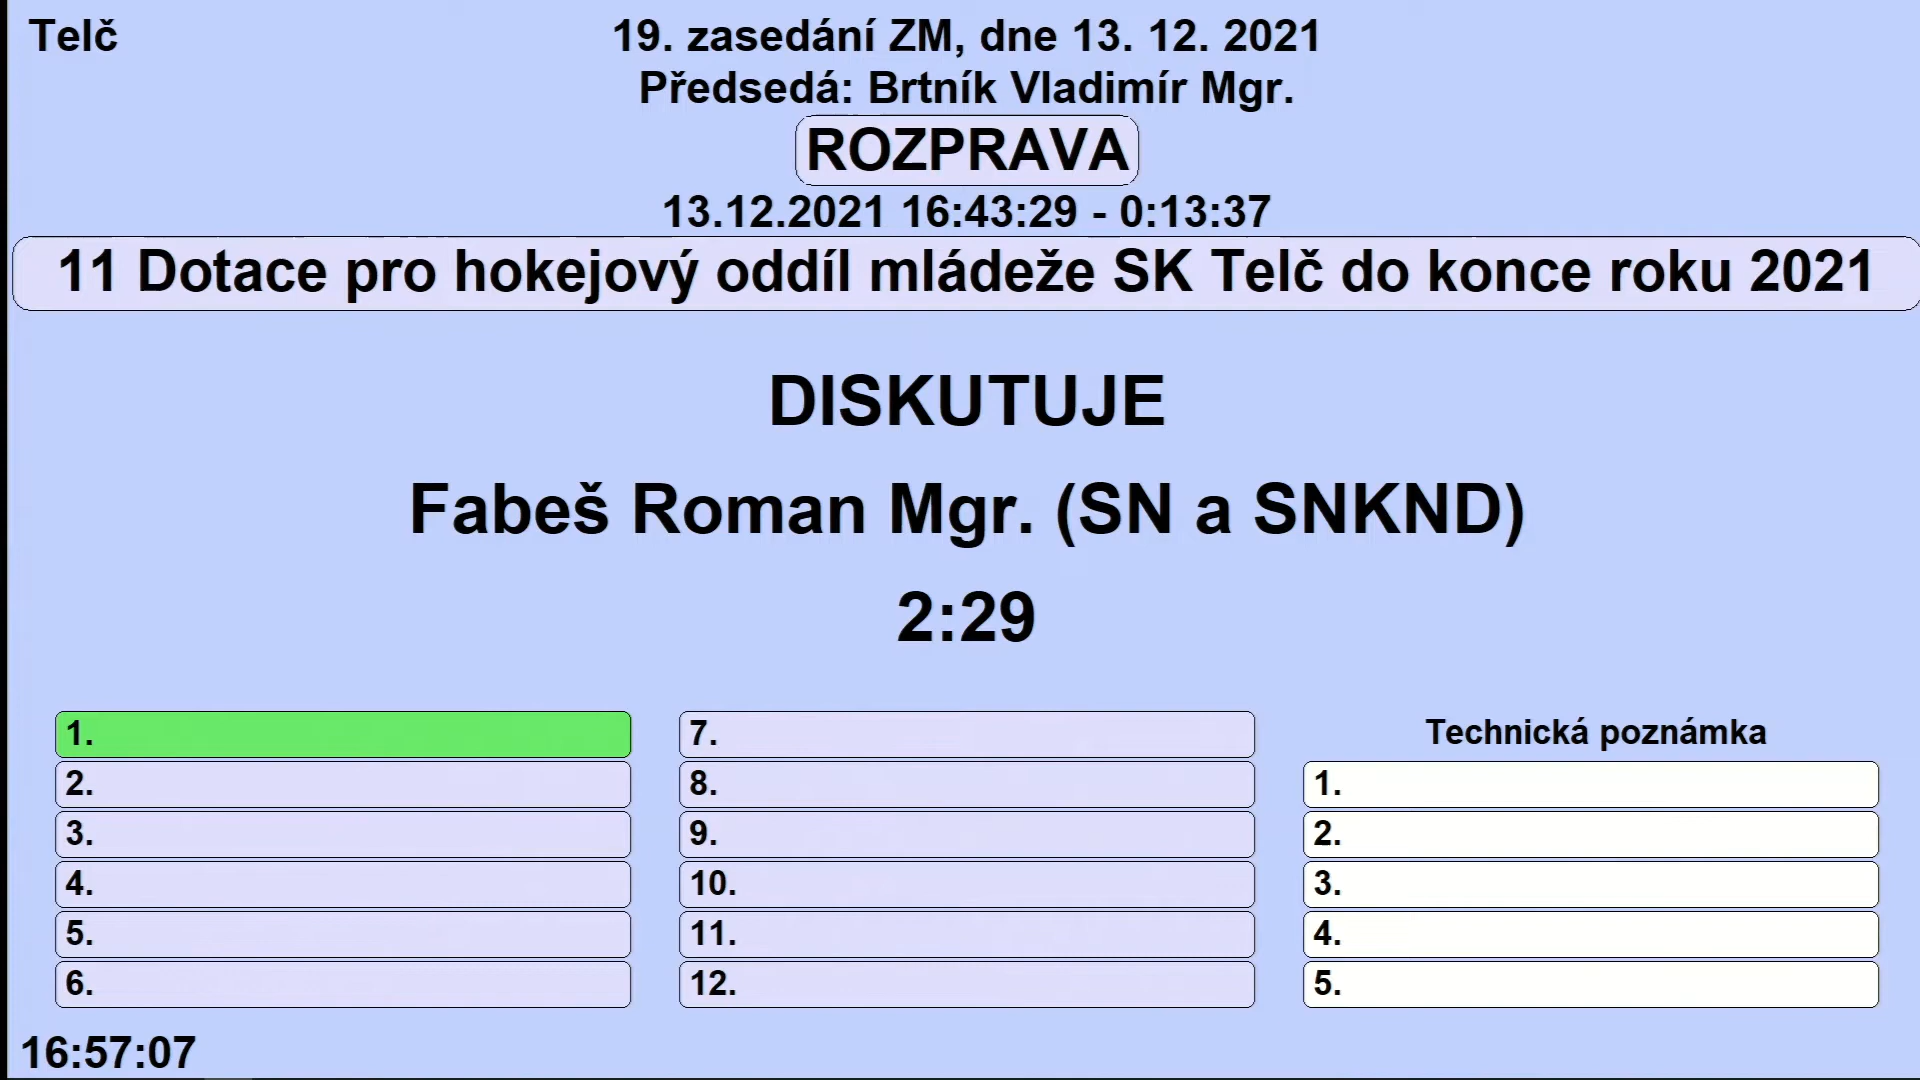 Telč
19. zasedání ZM, dne 13. 12. 2021
Předsedá: Brtník Vladimír Mgr.
ROZPRAVA
13.12.2021 16:43:29 - 0:13:37
11 Dotace pro hokejový oddíl mládeže SK Telč do konce roku 2021
DISKUTUJE
Fabeš Roman Mgr. (SN a SNKND)
2:29
1.
2.
3.
4.
5.
6.
7.
8.
9.
10.
11.
12.
Technická poznámka
1.
2.
3.
4.
5.
16:57:07